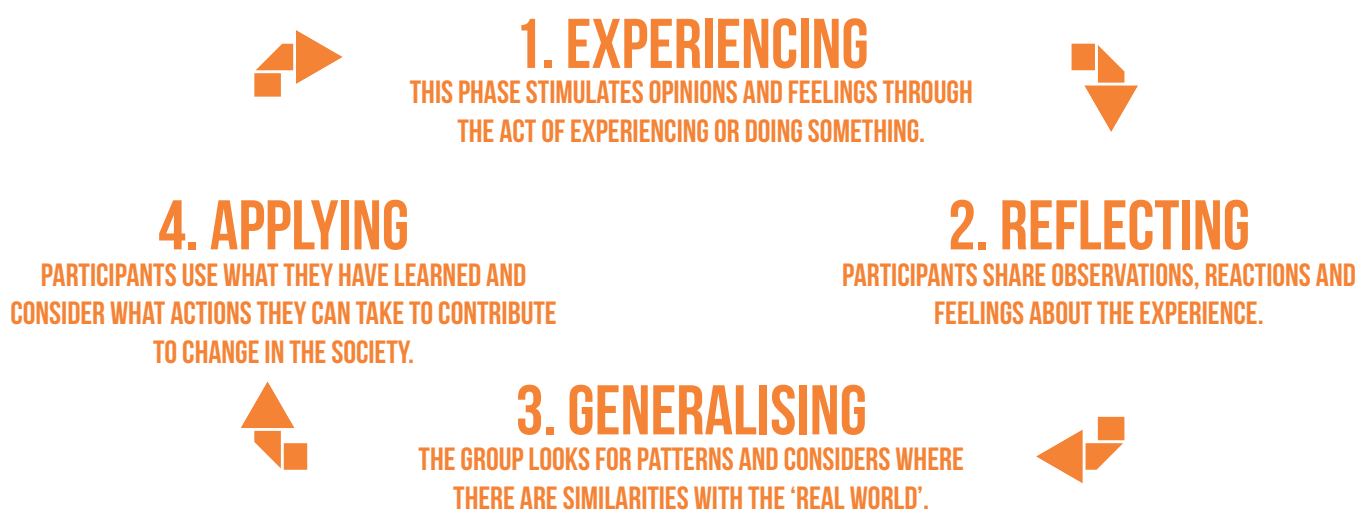 1. EXPERIENCING
THIS PHASE STIMULATES OPINIONS AND FEELINGS THROUGH
THE ACT OF EXPERIENCING OR DOING SOMETHING.
2. REFLECTING
PARTICIPANTS SHARE OBSERVATIONS, REACTIONS AND
FEELINGS ABOUT THE EXPERIENCE.
3. GENERALISING
THE GROUP LOOKS FOR PATTERNS AND CONSIDERS WHERE
THERE ARE SIMILARITIES WITH THE ‘REAL WORLD’.
4. APPLYING
PARTICIPANTS USE WHAT THEY HAVE LEARNED AND
CONSIDER WHAT ACTIONS THEY CAN TAKE TO CONTRIBUTE
TO CHANGE IN THE SOCIETY.